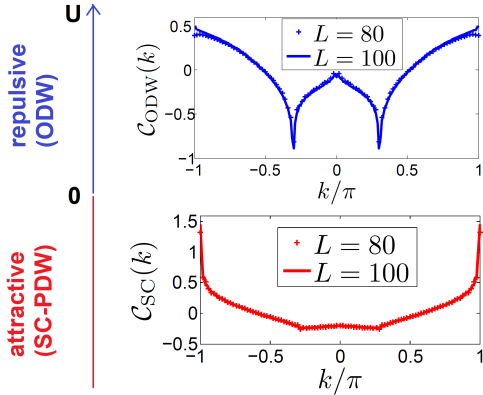 U
repulsive
(ODW)
0
attractive
(SC-PDW)
0.5
0
−0.5
−1
C_ODW(k)
L = 80
L = 100
−1 −0.5 0 0.5 1
k/π
1.5
1
0.5
0
−0.5
C_SC(k)
L = 80
L = 100
−1 −0.5 0 0.5 1
k/π